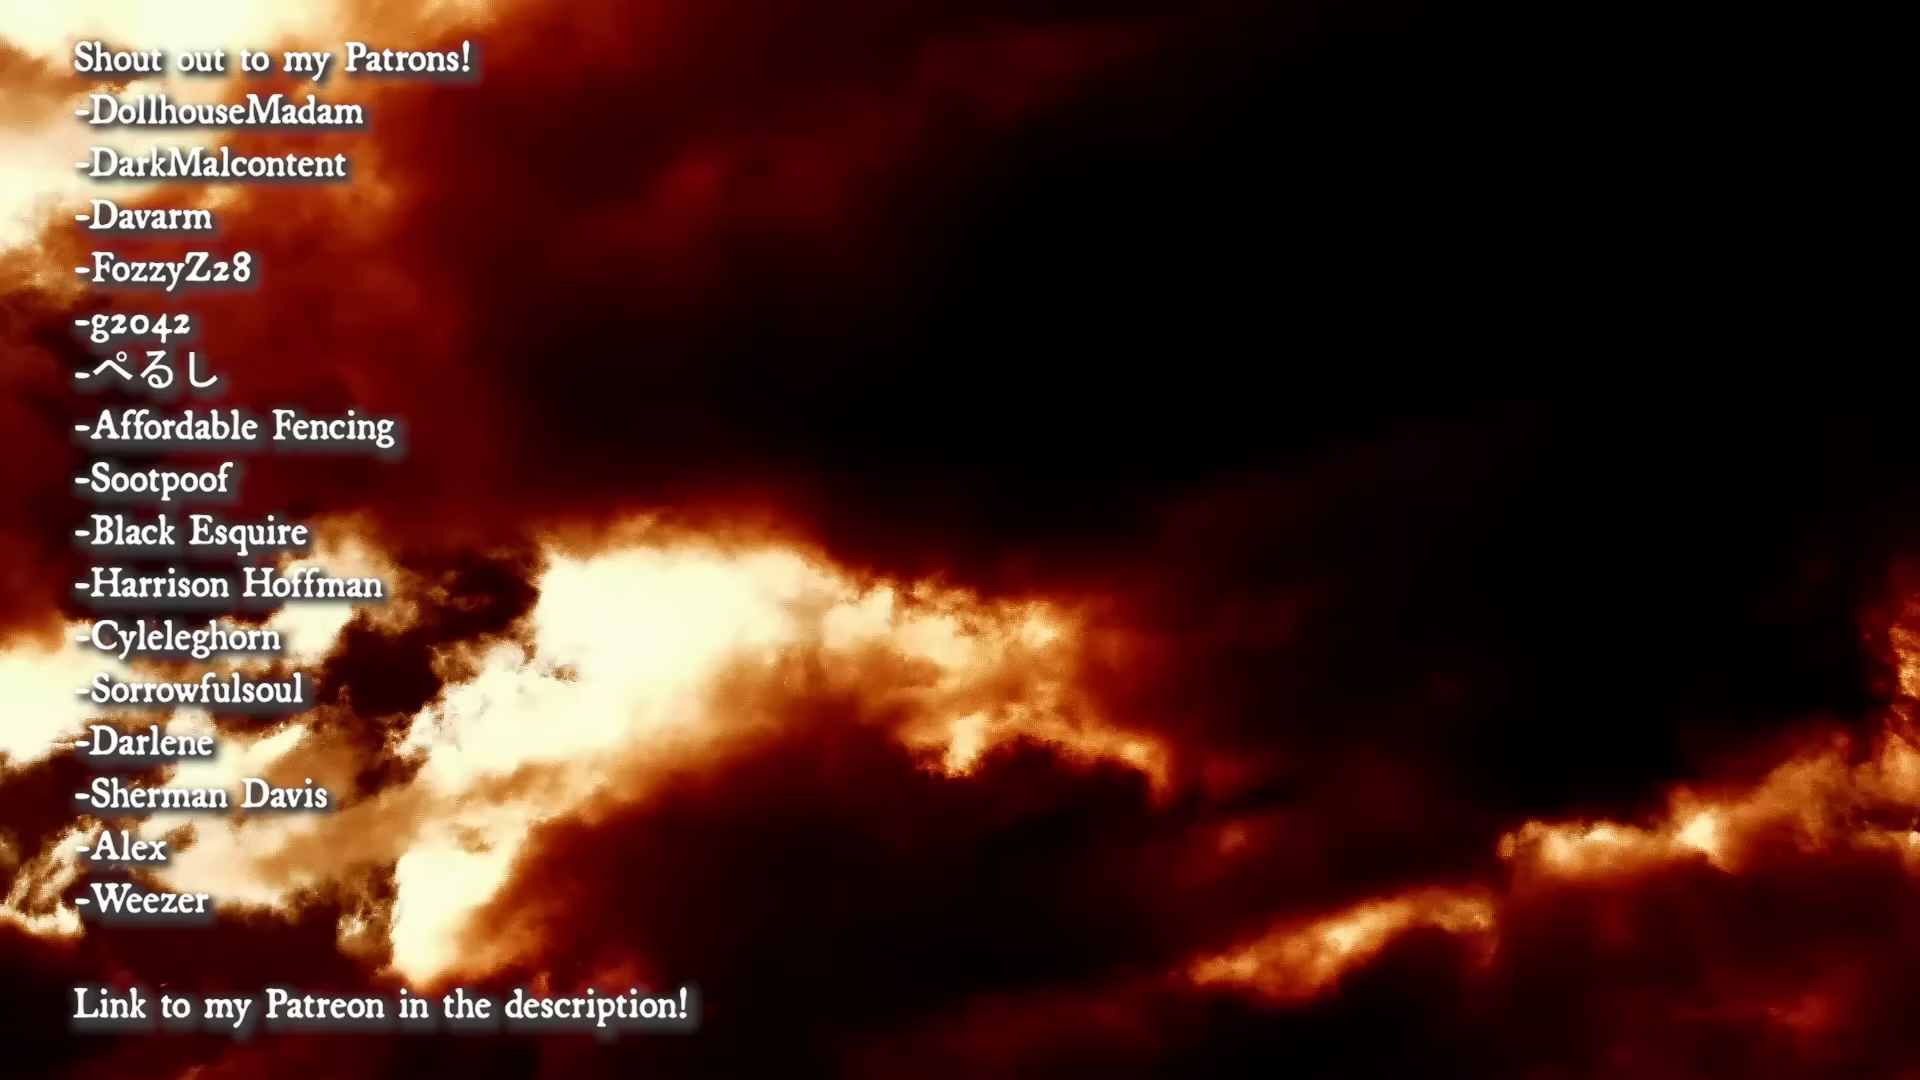 Shout out to my Patrons!
-DollhouseMadam
-DarkMalcontent
-Davarm
-FozzyZ28
-g2042
-ぺるし
-Affordable Fencing
-Sootpoof
-Black Esquire
-Harrison Hoffman
-Cyleleghorn
-Sorrowfulsoul
-Darlene
-Sherman Davis
-Alex
-Weezer
Link to my Patreon in the description!